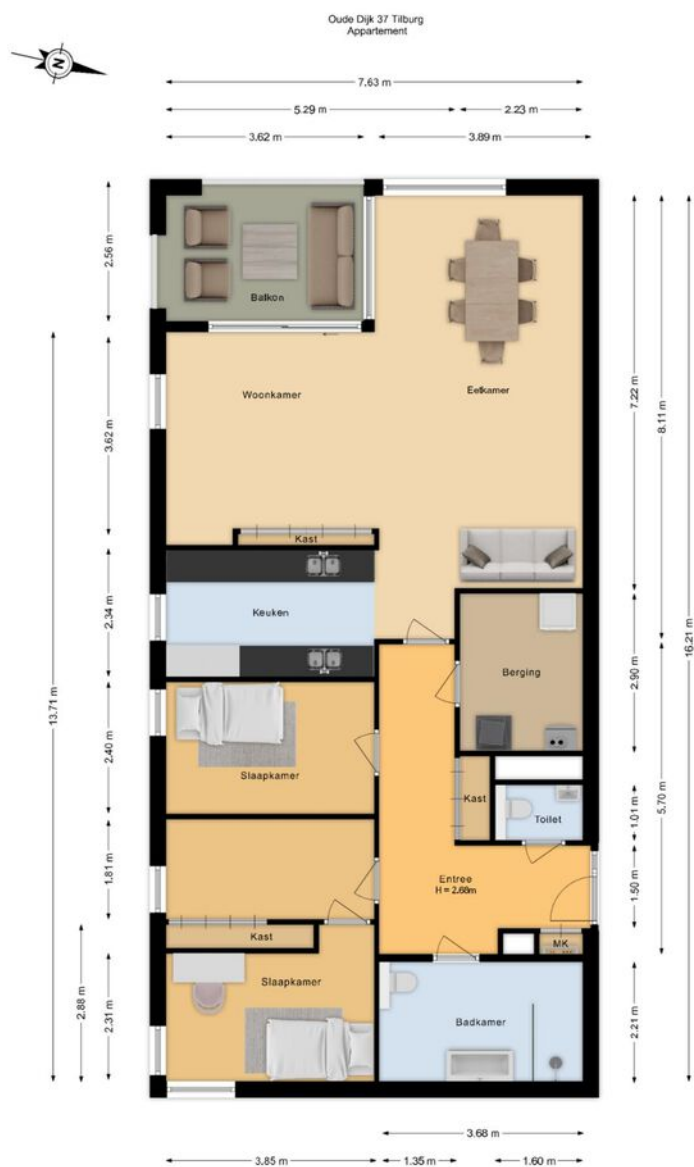 Oude Dijk 37 Tilburg
Appartement
N
7.63 m
5.29 m
2.23 m
3.62 m
3.89 m
2.56 m
Balkon
13.71 m
3.62 m
Woonkamer
Eetkamer
7.22 m
8.11 m
16.21 m
Kast
2.34 m
Keuken
2.90 m
Berging
2.40 m
Slaapkamer
Kast
5.70 m
1.01 m
Toilet
1.81 m
1.50 m
Entree
H = 2.68m
Kast
MK
2.88 m
2.31 m
Slaapkamer
Badkamer
2.21 m
3.68 m
3.85 m
1.35 m
1.60 m